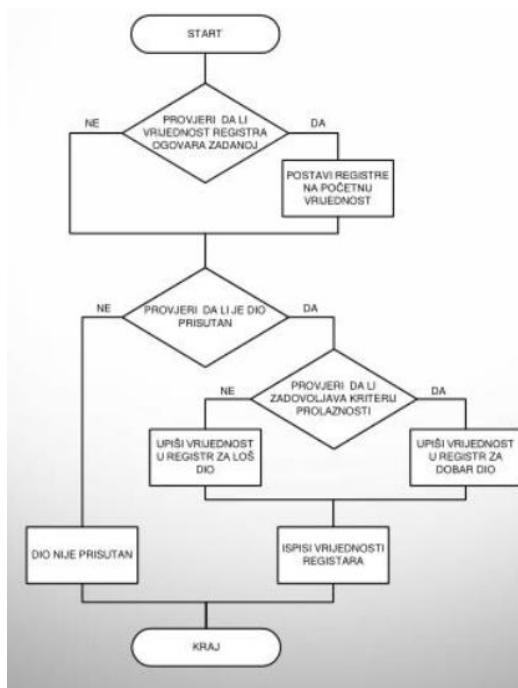 START
PROVJERI DA LI
VRIJEDNOST REGISTRA
OGOVARA ZADANOJ
NE
DA
POSTAVI REGISTRE
NA POČETNU
VRIJEDNOST
PROVJERI DA LI JE DIO
PRISUTAN
NE
DA
PROVJERI DA LI
ZADOVOLJAVA KRITERIJ
PROLAZNOSTI
NE
DA
UPIŠI VRIJEDNOST
U REGISTR ZA LOŠ
DIO
UPIŠI VRIJEDNOST
U REGISTR ZA
DOBAR DIO
DIO NIJE PRISUTAN
ISPISI VRIJEDNOSTI
REGISTARA
KRAJ